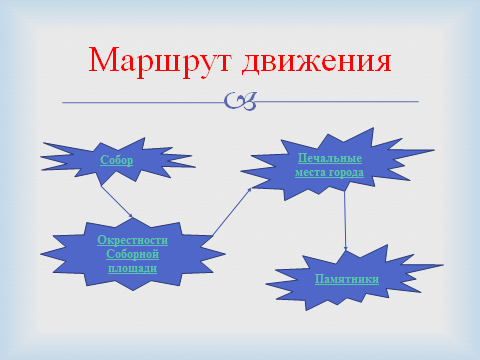 Маршрут движения
Собор
Окрестности
Соборной
площади
Печальные
места города
Памятники